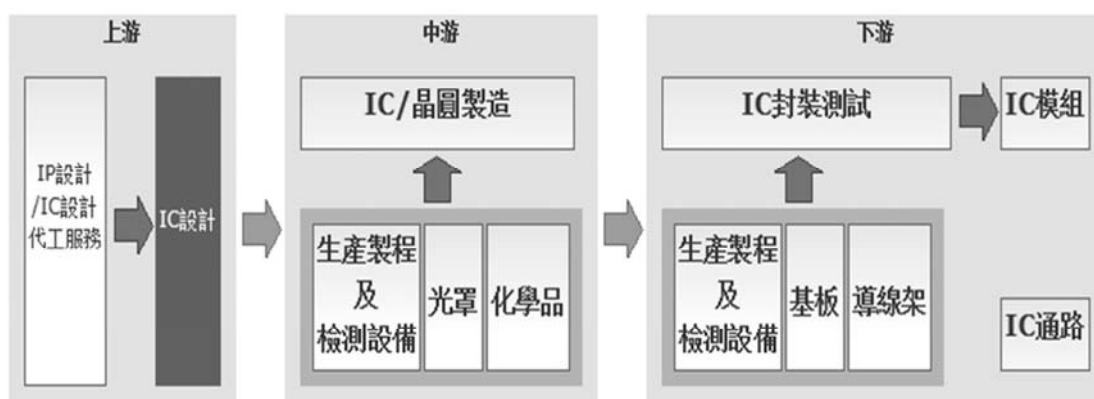 上游
IP設計
/IC設計
代工服務
IC設計
中游
IC/晶圓製造
生產製程
及
檢測設備
光罩
化學品
下游
IC封裝測試
IC模組
生產製程
及
檢測設備
基板
導線架
IC通路